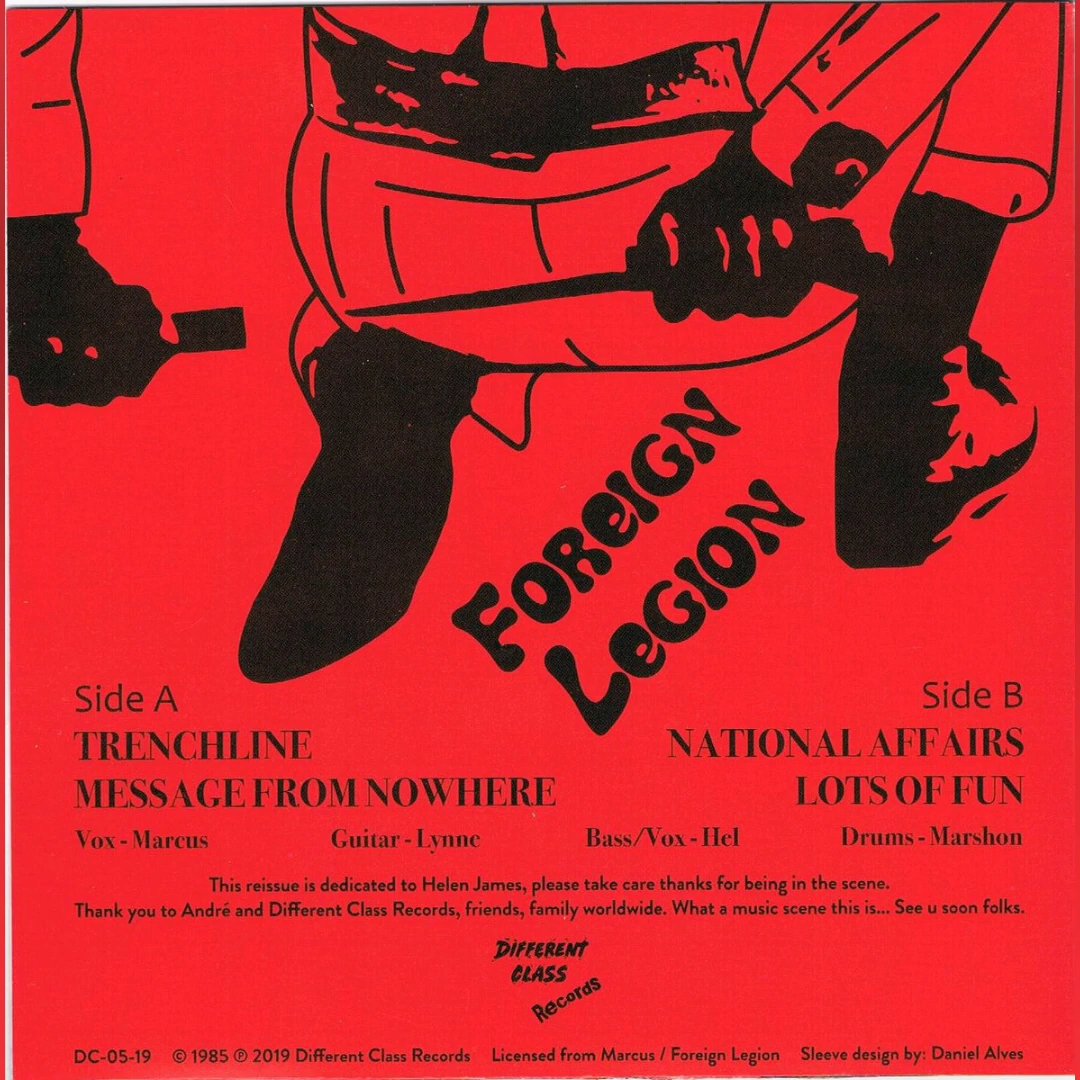 FOREIGN
LEGION
Side A
TRENCHLINE
MESSAGE FROM NOWHERE
Side B
NATIONAL AFFAIRS
LOTS OF FUN
Vox - Marcus Guitar - Lynne Bass/Vox - Hel Drums - Marshon
This reissue is dedicated to Helen James, please take care thanks for being in the scene.
Thank you to André and Different Class Records, friends, family worldwide. What a music scene this is... See u soon folks.
DIFFERENT
CLASS
Records
DC-05-19 © 1985 ℗ 2019 Different Class Records Licensed from Marcus / Foreign Legion Sleeve design by: Daniel Alves